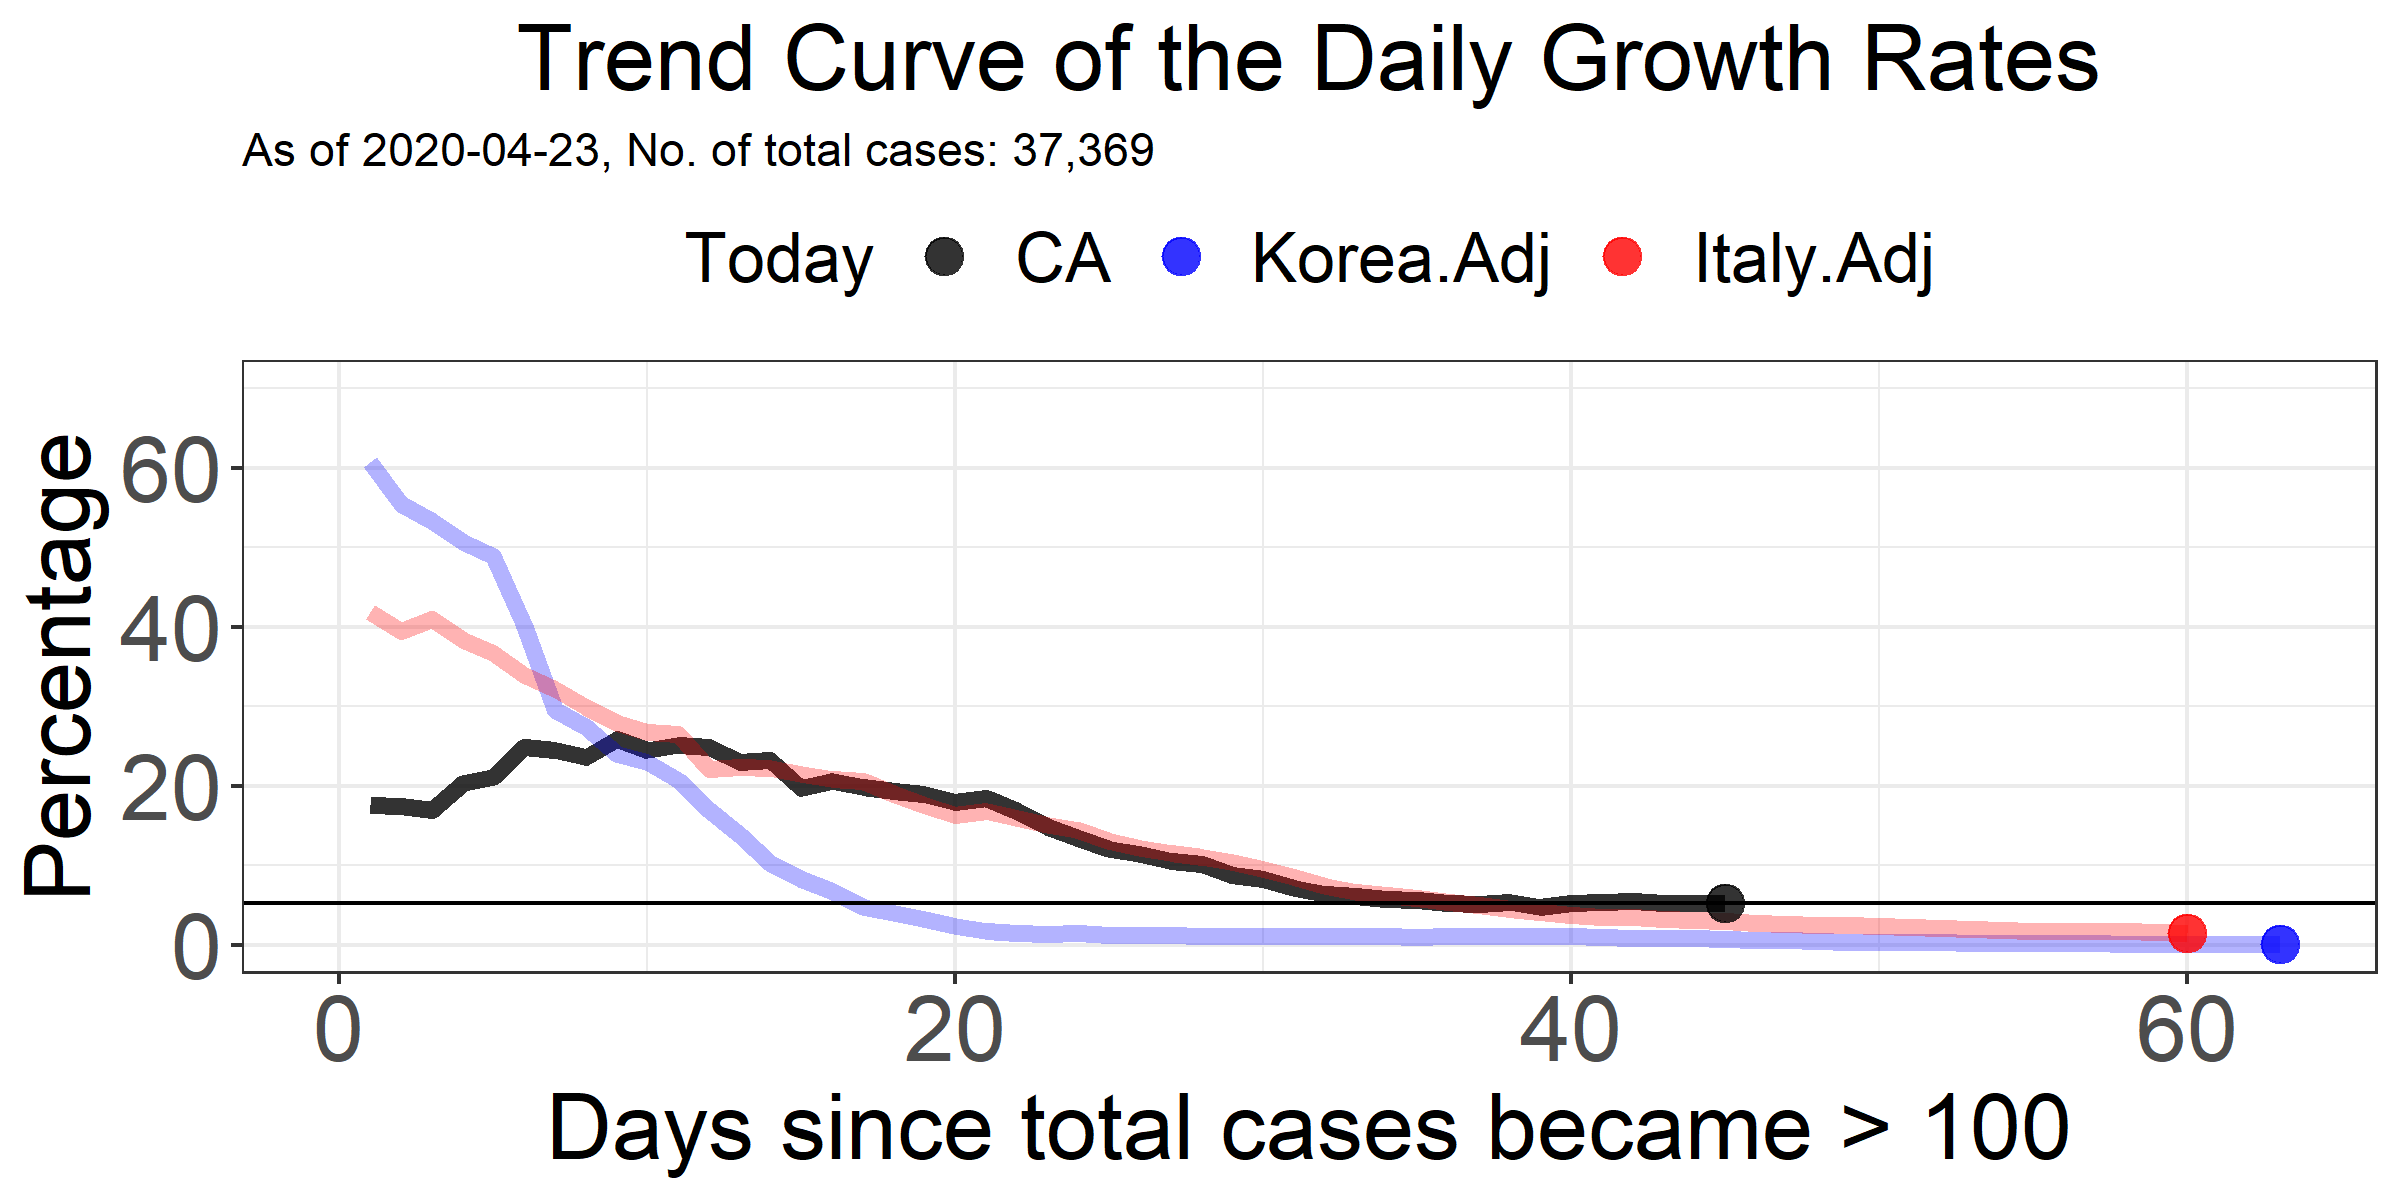 Trend Curve of the Daily Growth Rates
As of 2020-04-23, No. of total cases: 37,369
Today CA Korea.Adj Italy.Adj
Percentage
60
40
20
0
0 20 40 60
Days since total cases became > 100